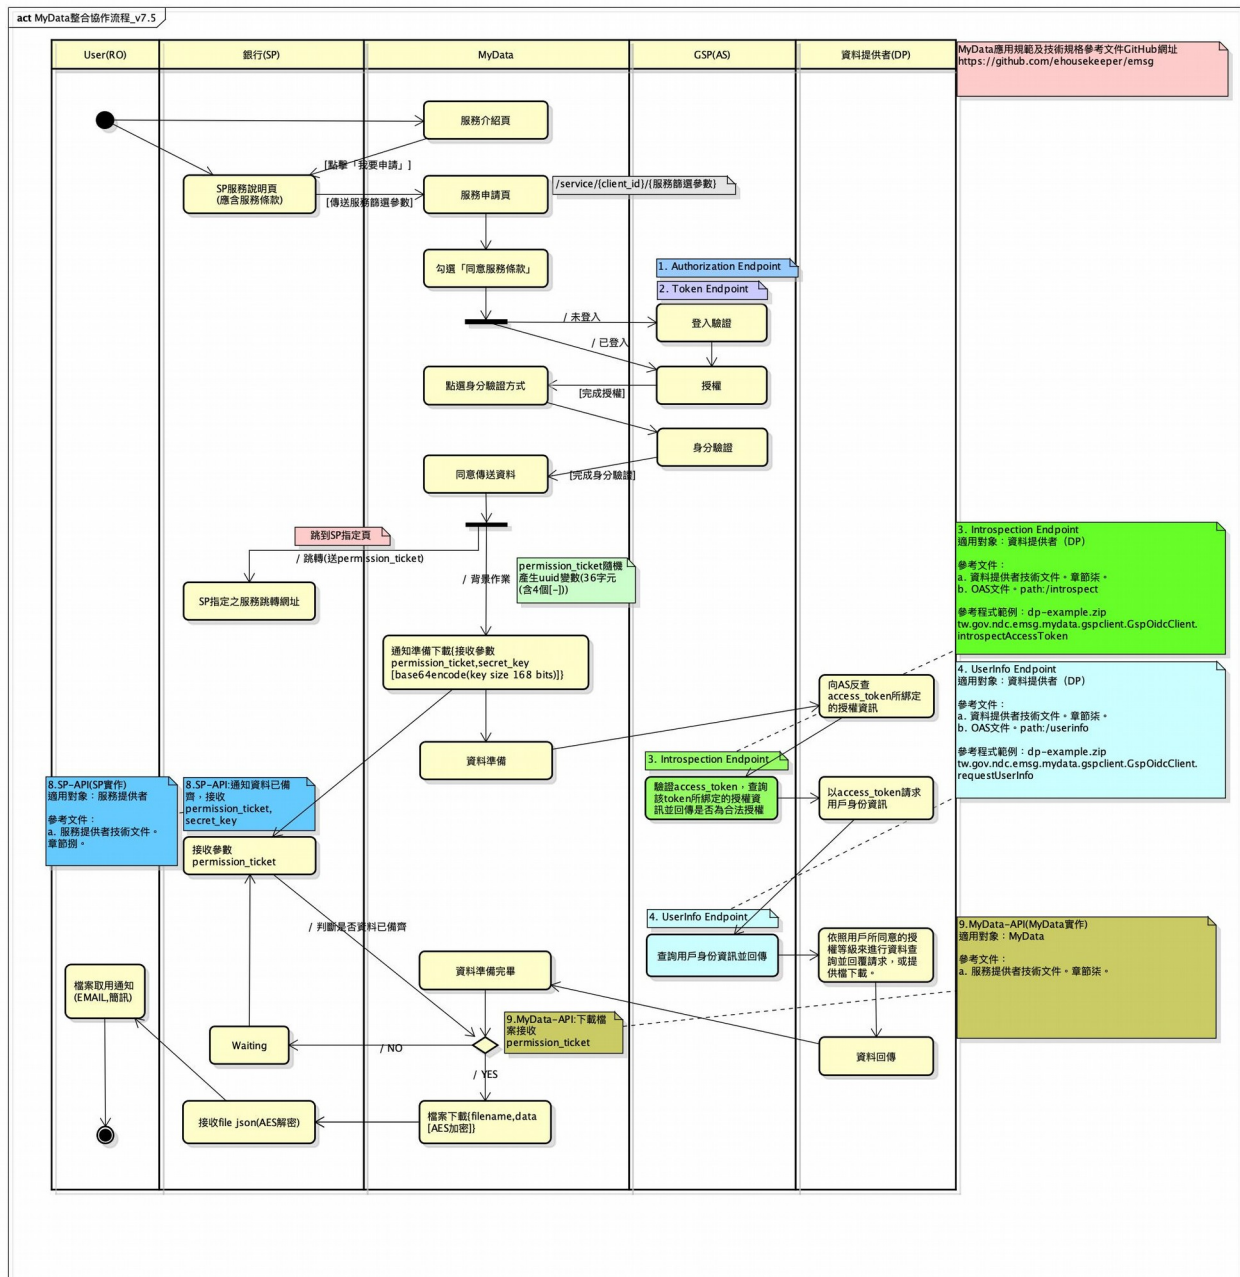 act MyData整合協作流程_v7.5
User(RO)
銀行(SP)
MyData
GSP(AS)
資料提供者(DP)
MyData應用規範及技術規格參考文件GitHub網址
https://github.com/ehousekeeper/emsg
服務介紹頁
[點擊「我要申請」]
SP服務說明頁
(應含服務條款)
[傳送服務篩選參數]
服務申請頁
/service/{client_id}/{服務篩選參數}
勾選「同意服務條款」
1. Authorization Endpoint
2. Token Endpoint
/ 未登入
登入驗證
/ 已登入
點選身分驗證方式
[完成授權]
授權
身分驗證
同意傳送資料
[完成身分驗證]
跳到SP指定頁
/ 跳轉(送permission_ticket)
SP指定之服務跳轉網址
/ 背景作業
permission_ticket隨機
產生uuid變數(36字元
(含4個[-]))
3. Introspection Endpoint
適用對象：資料提供者（DP）
參考文件：
a. 資料提供者技術文件。章節柒。
b. OAS文件。path:/introspect
參考程式範例：dp-example.zip
tw.gov.ndc.emsg.mydata.gspclient.GspOidcClient.
introspectAccessToken
通知準備下載{接收參數
permission_ticket,secret_key
[base64encode(key size 168 bits)]}
4. UserInfo Endpoint
適用對象：資料提供者（DP）
參考文件：
a. 資料提供者技術文件。章節柒。
b. OAS文件。path:/userinfo
參考程式範例：dp-example.zip
tw.gov.ndc.emsg.mydata.gspclient.GspOidcClient.
requestUserInfo
向AS反查
access_token所綁定
的授權資訊
資料準備
3. Introspection Endpoint
驗證access_token，查詢
該token所綁定的授權資
訊並回傳是否為合法授權
以access_token請求
用戶身份資訊
8.SP-API(SP實作)
適用對象：服務提供者
參考文件：
a. 服務提供者技術文件。
章節捌。
8.SP-API:通知資料已備
齊，接收
permission_ticket,
secret_key
接收參數
permission_ticket
/ 判斷是否資料已備齊
4. UserInfo Endpoint
查詢用戶身份資訊並回傳
依照用戶所同意的授
權等級來進行資料查
詢並回覆請求，或提
供檔下載。
9.MyData-API(MyData實作)
適用對象：MyData
參考文件：
a. 服務提供者技術文件。章節柒。
資料準備完畢
檔案取用通知
(EMAIL,簡訊)
9.MyData-API:下載檔
案接收
permission_ticket
Waiting
/ NO
資料回傳
/ YES
接收file json(AES解密)
檔案下載{filename,data
[AES加密]}